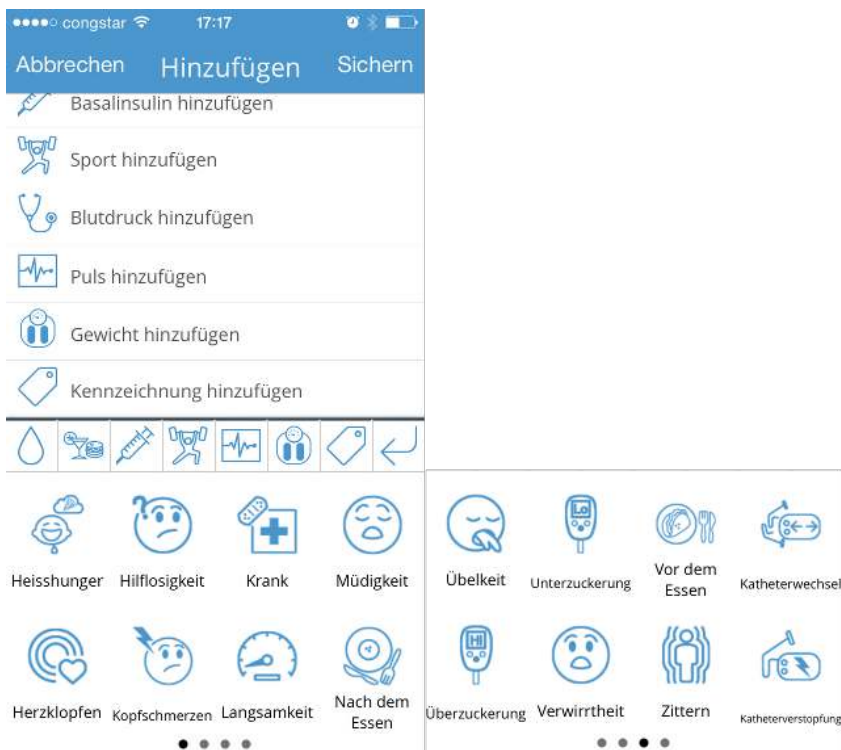 congstar 17:17
Abbrechen Hinzufügen Sichern
Basalinsulin hinzufügen
Sport hinzufügen
Blutdruck hinzufügen
Puls hinzufügen
Gewicht hinzufügen
Kennzeichnung hinzufügen
Heisshunger Hilflosigkeit Krank Müdigkeit
Herzklopfen Kopfschmerzen Langsamkeit Nach dem
Essen
Lo
Übelkeit Unterzuckerung Vor dem
Essen Katheterwechsel
HI
Überzuckerung Verwirrtheit Zittern Katheterverstopfung